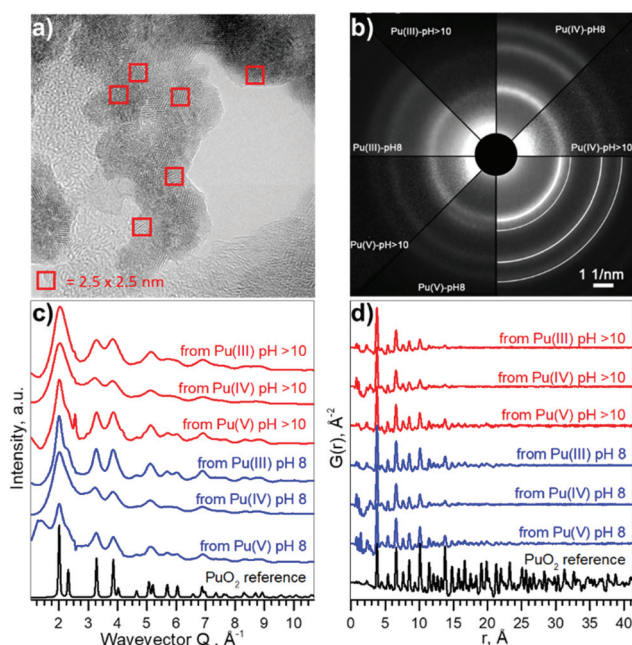 a)
= 2.5 x 2.5 nm
b)
Pu(III)-pH>10
Pu(IV)-pH8
Pu(III)-pH8
Pu(IV)-pH>10
Pu(V)-pH>10
Pu(V)-pH8
1 1/nm
c)
from Pu(III) pH >10
from Pu(IV) pH >10
from Pu(V) pH >10
from Pu(III) pH 8
from Pu(IV) pH 8
from Pu(V) pH 8
PuO₂ reference
Intensity, a.u.
2 3 4 5 6 7 8 9 10
Wavevector Q , Å⁻¹
d)
from Pu(III) pH >10
from Pu(IV) pH >10
from Pu(V) pH >10
from Pu(III) pH 8
from Pu(IV) pH 8
from Pu(V) pH 8
PuO₂ reference
G(r), Å⁻²
0 5 10 15 20 25 30 35 40
r, Å